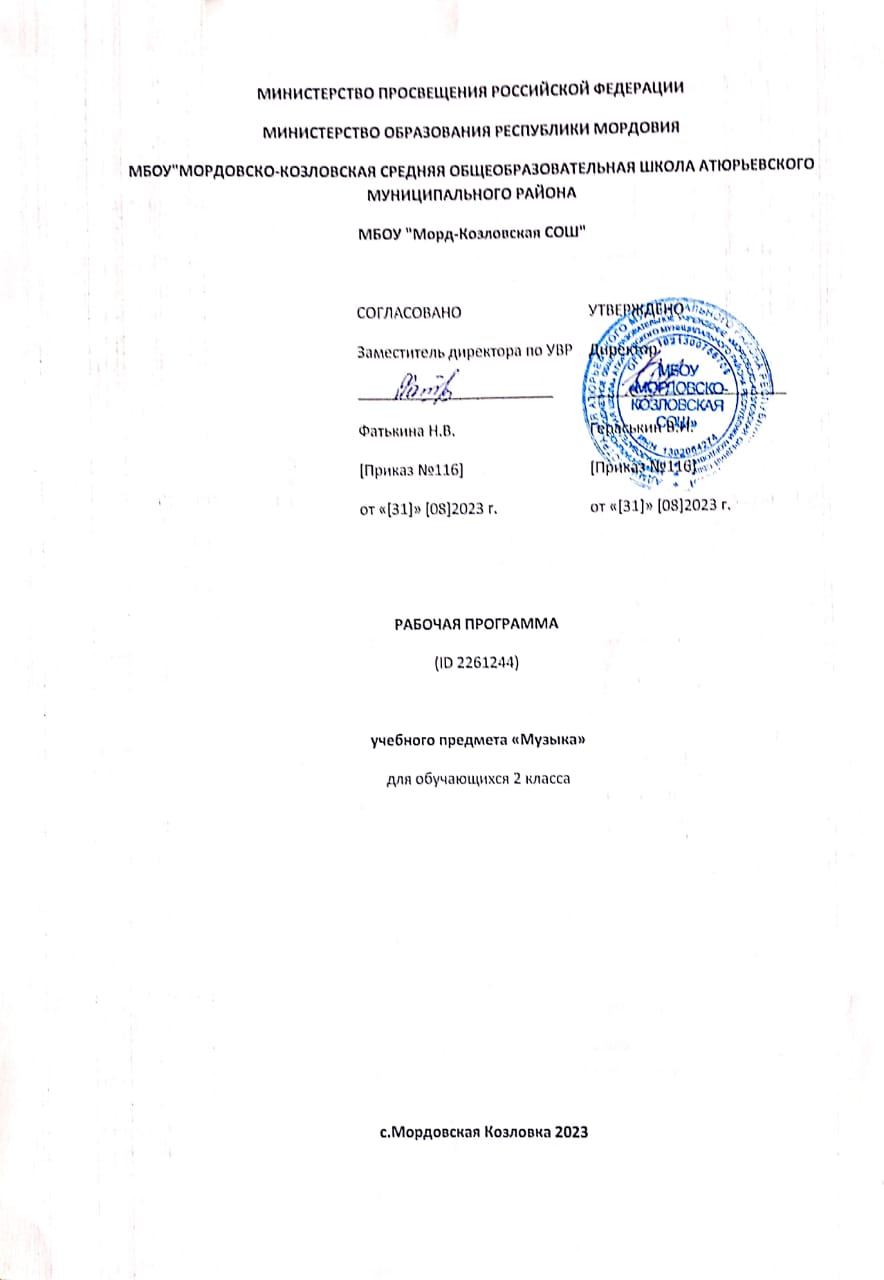 МИНИСТЕРСТВО ПРОСВЕЩЕНИЯ РОССИЙСКОЙ ФЕДЕРАЦИИ
МИНИСТЕРСТВО ОБРАЗОВАНИЯ РЕСПУБЛИКИ МОРДОВИЯ
МБОУ"МОРДОВСКО-КОЗЛОВСКАЯ СРЕДНЯЯ ОБЩЕОБРАЗОВАТЕЛЬНАЯ ШКОЛА АТЮРЬЕВСКОГО
МУНИЦИПАЛЬНОГО РАЙОНА
МБОУ "Морд-Козловская СОШ"
СОГЛАСОВАНО
Заместитель директора по УВР
Фатькина Н.В.
[Приказ №116]
от «[31]» [08]2023 г.
УТВЕРЖДЕНО
Директор
Гераськин В.И.
[Приказ №116]
от «[31]» [08]2023 г.
МБОУ
«МОРДОВСКО-
КОЗЛОВСКАЯ
СОШ»
РАБОЧАЯ ПРОГРАММА
(ID 2261244)
учебного предмета «Музыка»
для обучающихся 2 класса
с.Мордовская Козловка 2023